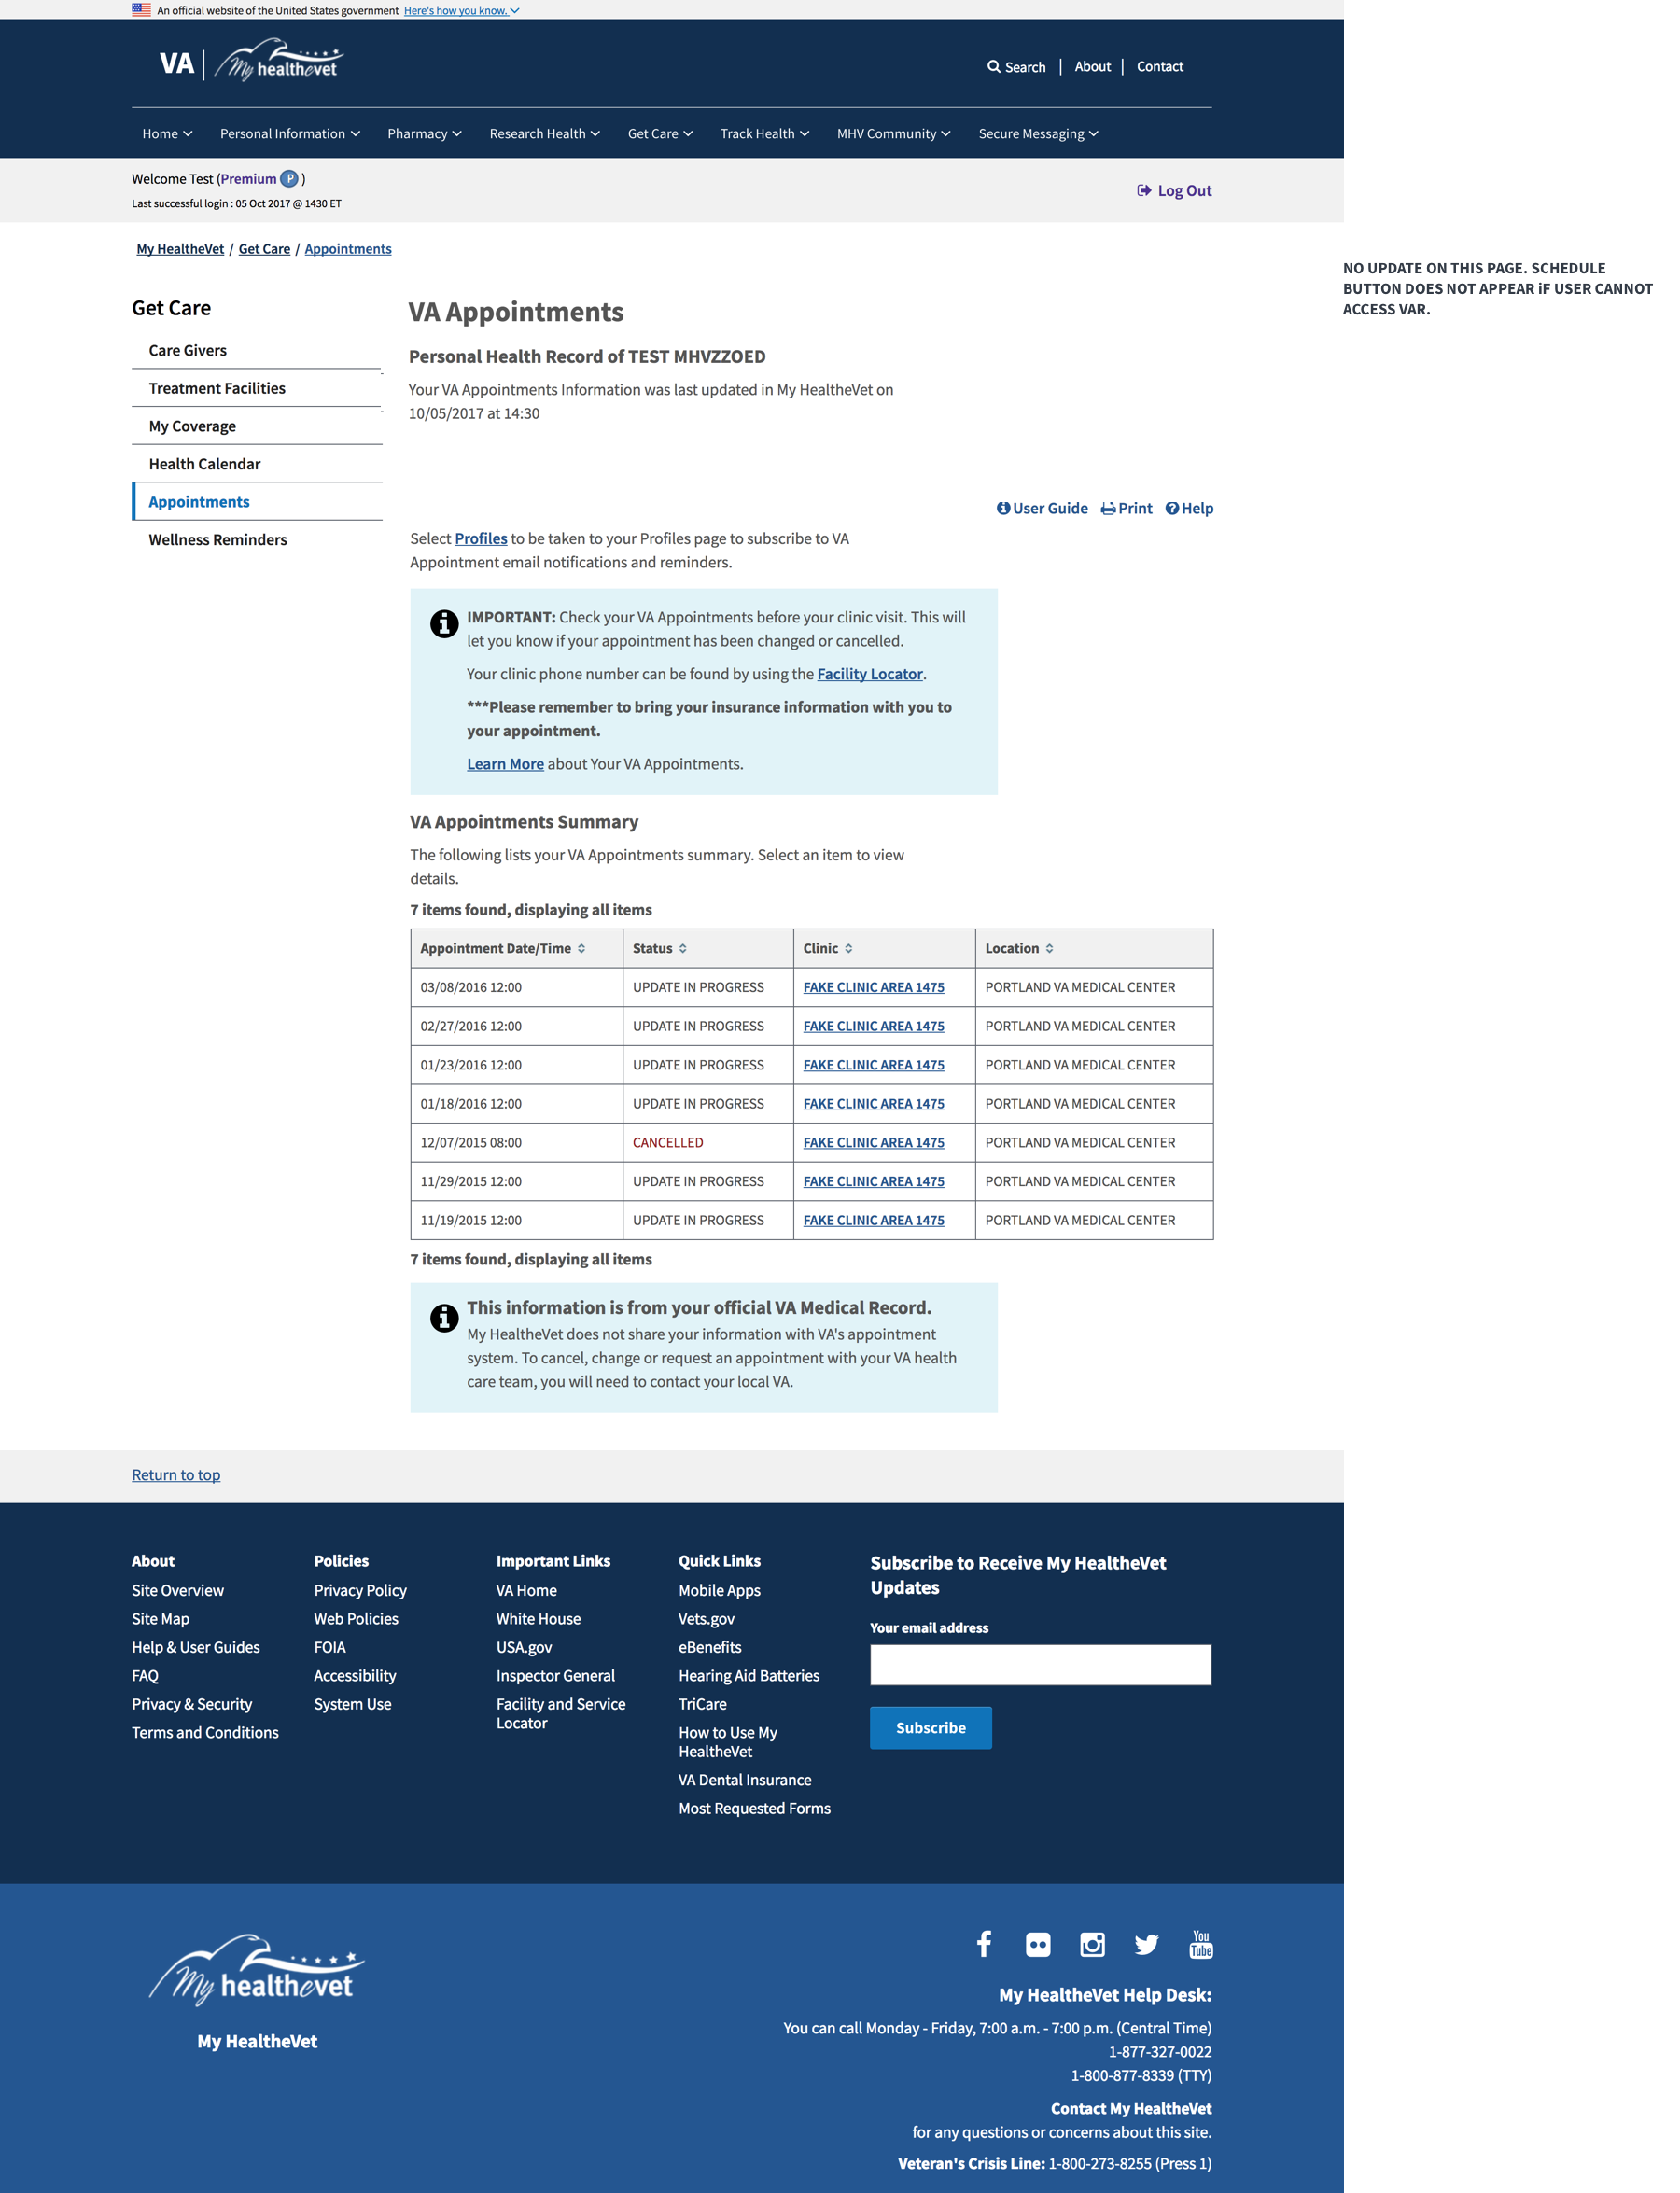 An official website of the United States government Here's how you know.
VA | My healthevet
Search | About | Contact
Home Personal Information Pharmacy Research Health Get Care Track Health MHV Community Secure Messaging
Welcome Test (Premium P )
Log Out
Last successful login : 05 Oct 2017 @ 1430 ET
My HealtheVet / Get Care / Appointments
NO UPDATE ON THIS PAGE. SCHEDULE
BUTTON DOES NOT APPEAR iF USER CANNOT
ACCESS VAR.
Get Care
Care Givers
Treatment Facilities
My Coverage
Health Calendar
Appointments
Wellness Reminders
VA Appointments
Personal Health Record of TEST MHVZZOED
Your VA Appointments Information was last updated in My HealtheVet on
10/05/2017 at 14:30
User Guide Print Help
Select Profiles to be taken to your Profiles page to subscribe to VA
Appointment email notifications and reminders.
IMPORTANT: Check your VA Appointments before your clinic visit. This will
let you know if your appointment has been changed or cancelled.
Your clinic phone number can be found by using the Facility Locator.
***Please remember to bring your insurance information with you to
your appointment.
Learn More about Your VA Appointments.
VA Appointments Summary
The following lists your VA Appointments summary. Select an item to view
details.
7 items found, displaying all items
Appointment Date/Time Status Clinic Location
03/08/2016 12:00 UPDATE IN PROGRESS FAKE CLINIC AREA 1475 PORTLAND VA MEDICAL CENTER
02/27/2016 12:00 UPDATE IN PROGRESS FAKE CLINIC AREA 1475 PORTLAND VA MEDICAL CENTER
01/23/2016 12:00 UPDATE IN PROGRESS FAKE CLINIC AREA 1475 PORTLAND VA MEDICAL CENTER
01/18/2016 12:00 UPDATE IN PROGRESS FAKE CLINIC AREA 1475 PORTLAND VA MEDICAL CENTER
12/07/2015 08:00 CANCELLED FAKE CLINIC AREA 1475 PORTLAND VA MEDICAL CENTER
11/29/2015 12:00 UPDATE IN PROGRESS FAKE CLINIC AREA 1475 PORTLAND VA MEDICAL CENTER
11/19/2015 12:00 UPDATE IN PROGRESS FAKE CLINIC AREA 1475 PORTLAND VA MEDICAL CENTER
7 items found, displaying all items
This information is from your official VA Medical Record.
My HealtheVet does not share your information with VA's appointment
system. To cancel, change or request an appointment with your VA health
care team, you will need to contact your local VA.
Return to top
About
Site Overview
Site Map
Help & User Guides
FAQ
Privacy & Security
Terms and Conditions
Policies
Privacy Policy
Web Policies
FOIA
Accessibility
System Use
Important Links
VA Home
White House
USA.gov
Inspector General
Facility and Service
Locator
Quick Links
Mobile Apps
Vets.gov
eBenefits
Hearing Aid Batteries
TriCare
How to Use My
HealtheVet
VA Dental Insurance
Most Requested Forms
Subscribe to Receive My HealtheVet
Updates
Your email address
Subscribe
My healthevet
My HealtheVet
You Tube
My HealtheVet Help Desk:
You can call Monday - Friday, 7:00 a.m. - 7:00 p.m. (Central Time)
1-877-327-0022
1-800-877-8339 (TTY)
Contact My HealtheVet
for any questions or concerns about this site.
Veteran's Crisis Line: 1-800-273-8255 (Press 1)